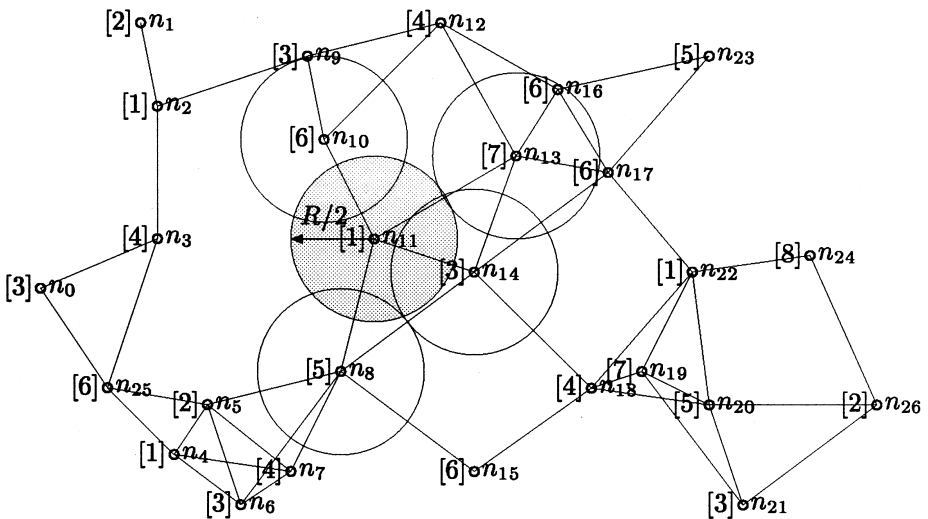 [2] n1
[4] n12
[3] n9
[5] n23
[6] n16
[1] n2
[6] n10
[7] n13
[6] n17
R/2
[4] n3
[1] n11
[8] n24
[3] n14
[1] n22
[3] n0
[5] n8
[7] n19
[6] n25
[4] n18
[2] n5
[5] n20
[2] n26
[1] n4
[4] n7
[6] n15
[3] n6
[3] n21